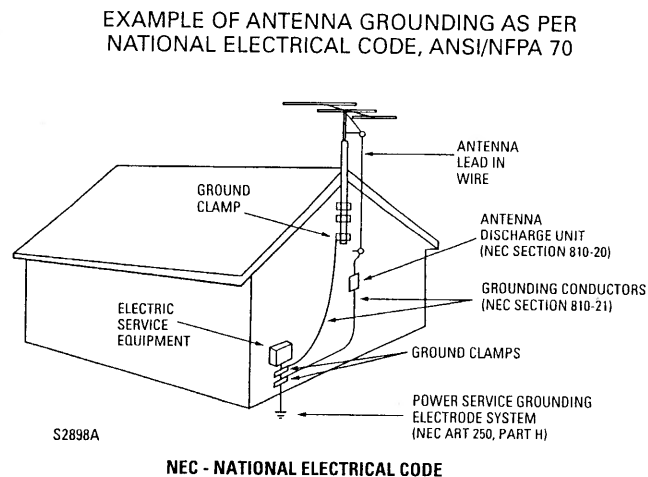 EXAMPLE OF ANTENNA GROUNDING AS PER
NATIONAL ELECTRICAL CODE, ANSI/NFPA 70
ANTENNA
LEAD IN
WIRE
GROUND
CLAMP
ANTENNA
DISCHARGE UNIT
(NEC SECTION 810-20)
GROUNDING CONDUCTORS
(NEC SECTION 810-21)
ELECTRIC
SERVICE
EQUIPMENT
GROUND CLAMPS
POWER SERVICE GROUNDING
ELECTRODE SYSTEM
(NEC ART 250, PART H)
S2898A
NEC - NATIONAL ELECTRICAL CODE